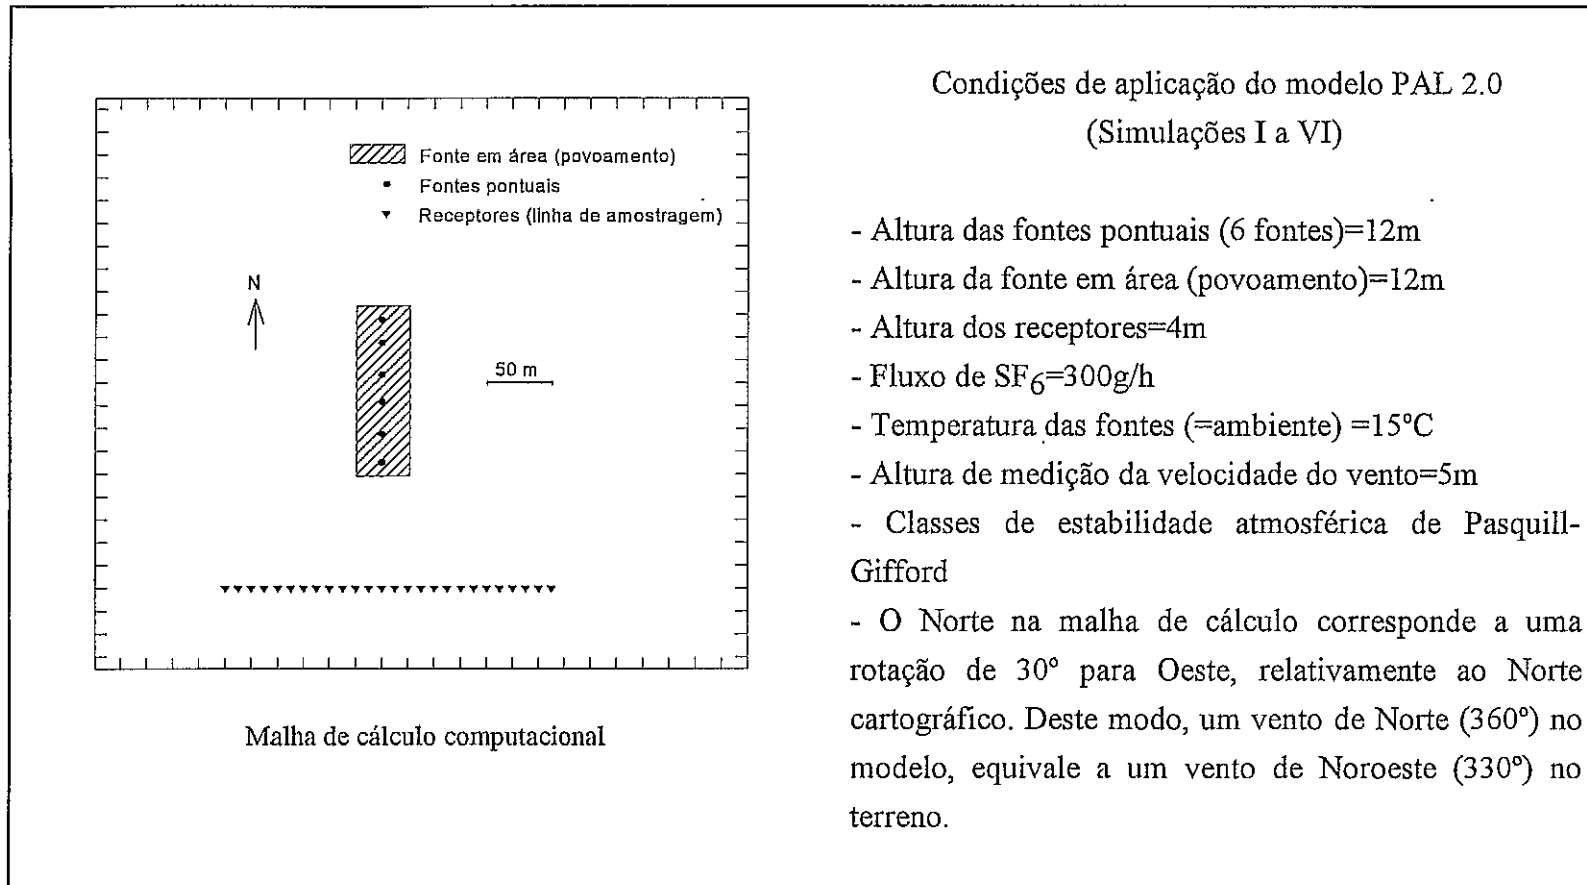 Fonte em área (povoamento)
Fontes pontuais
Receptores (linha de amostragem)
N
50 m
Malha de cálculo computacional
Condições de aplicação do modelo PAL 2.0
(Simulações I a VI)
- Altura das fontes pontuais (6 fontes)=12m
- Altura da fonte em área (povoamento)=12m
- Altura dos receptores=4m
- Fluxo de SF6=300g/h
- Temperatura das fontes (=ambiente) =15ºC
- Altura de medição da velocidade do vento=5m
- Classes de estabilidade atmosférica de Pasquill-
Gifford
- O Norte na malha de cálculo corresponde a uma
rotação de 30º para Oeste, relativamente ao Norte
cartográfico. Deste modo, um vento de Norte (360º) no
modelo, equivale a um vento de Noroeste (330º) no
terreno.